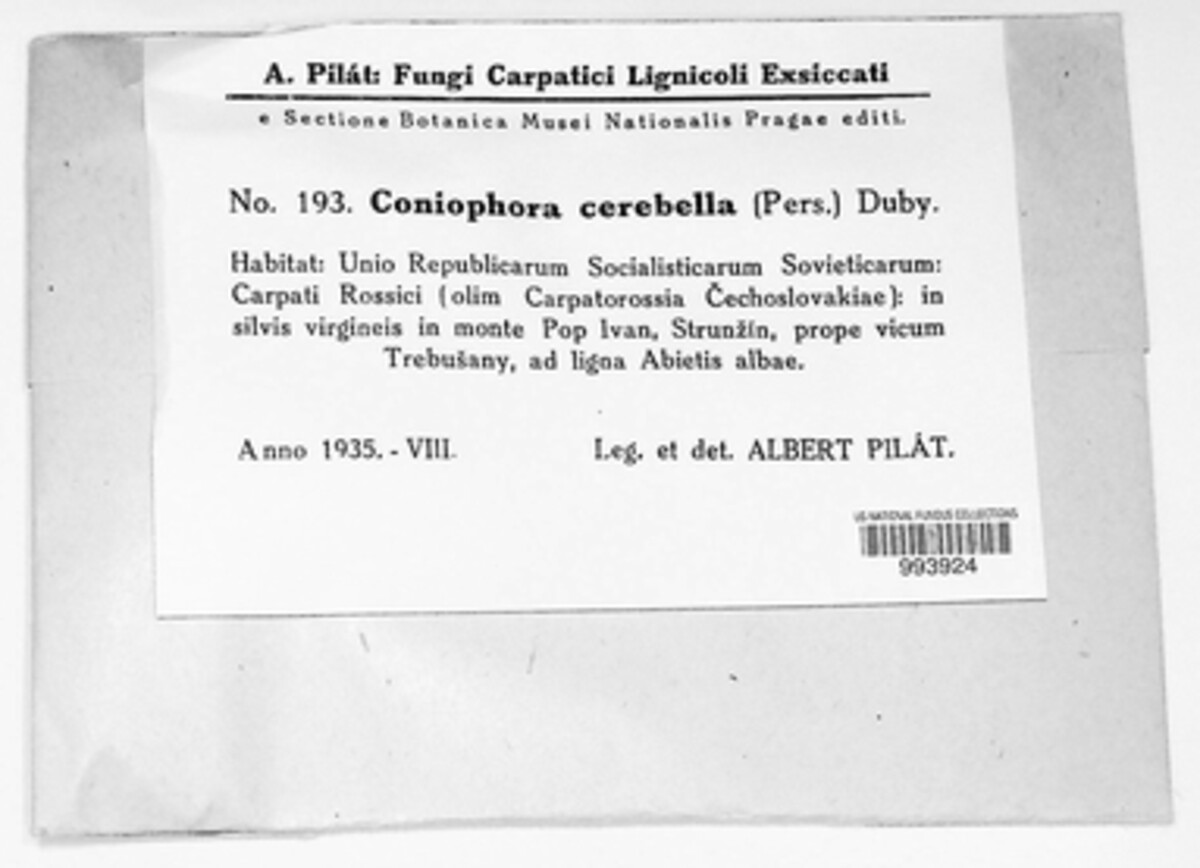 A. Pilát: Fungi Carpatici Lignicoli Exsiccati
e Sectione Botanica Musei Nationalis Pragae editi.
No. 193. Coniophora cerebella (Pers.) Duby.
Habitat: Unio Republicarum Socialisticarum Sovieticarum:
Carpati Rossici (olim Carpatorossia Čechoslovakiae): in
silvis virgineis in monte Pop Ivan, Strunžín, prope vicum
Trebušany, ad ligna Abietis albae.
Anno 1935. - VIII.
Leg. et det. ALBERT PILÁT.
US NATIONAL FUNGUS COLLECTIONS
993924